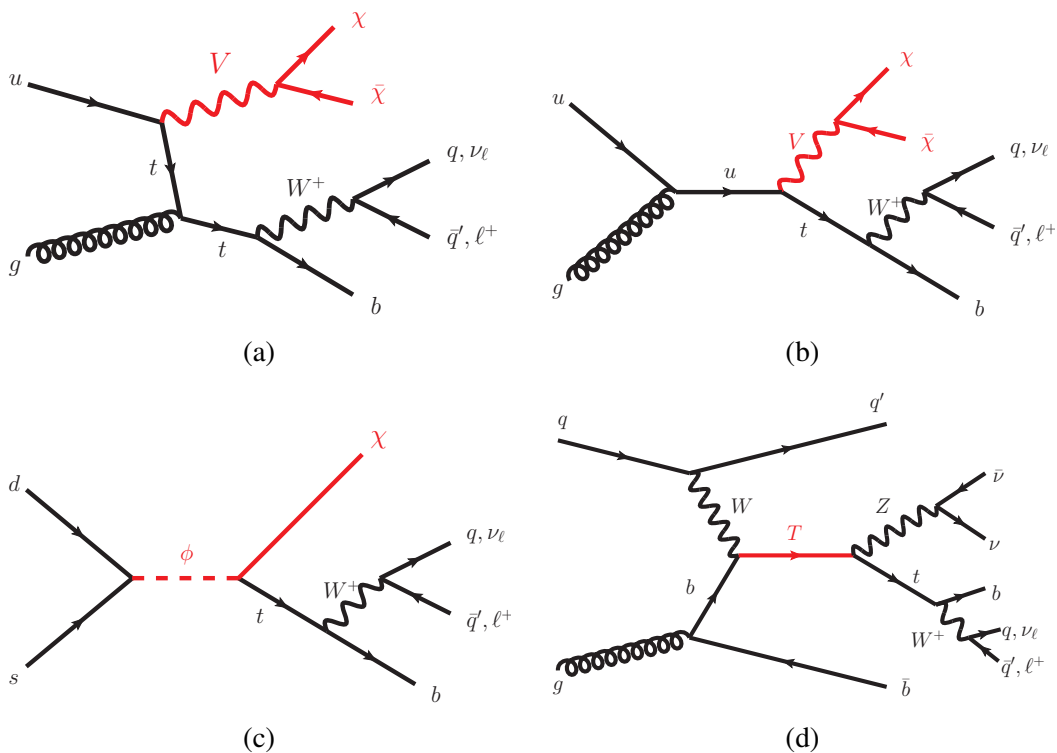 χ
V
u
χ̄
t
q, ν_ℓ
W⁺
q̄′, ℓ⁺
g
t
b
(a)
χ
u
V
χ̄
q, ν_ℓ
u
W⁺
t
q̄′, ℓ⁺
g
b
(b)
χ
d
q, ν_ℓ
φ
W⁺
t
q̄′, ℓ⁺
s
b
(c)
q′
q
ν̄
W
Z
T
ν
b
t
b
W⁺
q, ν_ℓ
q̄′, ℓ⁺
g
b̄
(d)